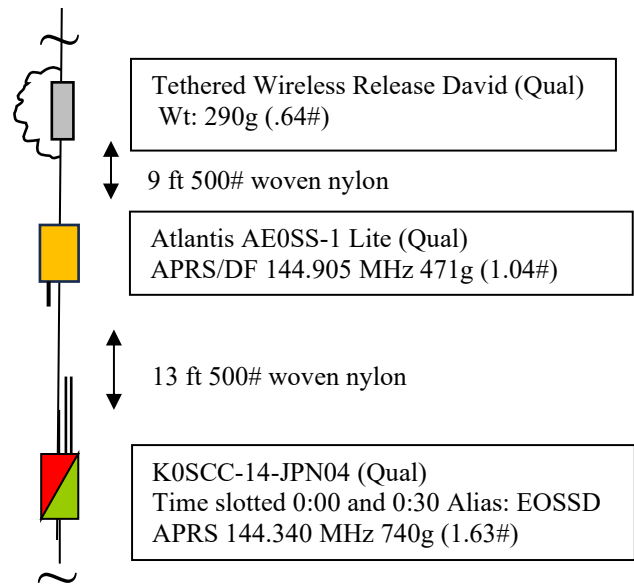 Tethered Wireless Release David (Qual)
Wt: 290g (.64#)
9 ft 500# woven nylon
Atlantis AE0SS-1 Lite (Qual)
APRS/DF 144.905 MHz 471g (1.04#)
13 ft 500# woven nylon
K0SCC-14-JPN04 (Qual)
Time slotted 0:00 and 0:30 Alias: EOSSD
APRS 144.340 MHz 740g (1.63#)